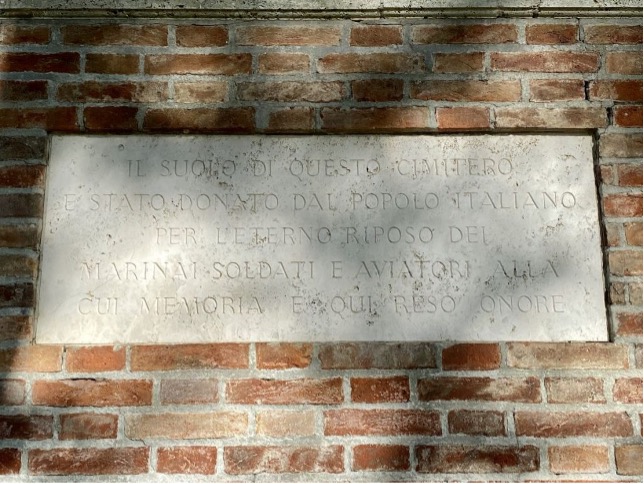 IL SUOLO DI QUESTO CIMITERO
E STATO DONATO DAL POPOLO ITALIANO
PER L'ETERNO RIPOSO DEI
MARINAI SOLDATI E AVIATORI ALLA
CUI MEMORIA E QUI RESO ONORE